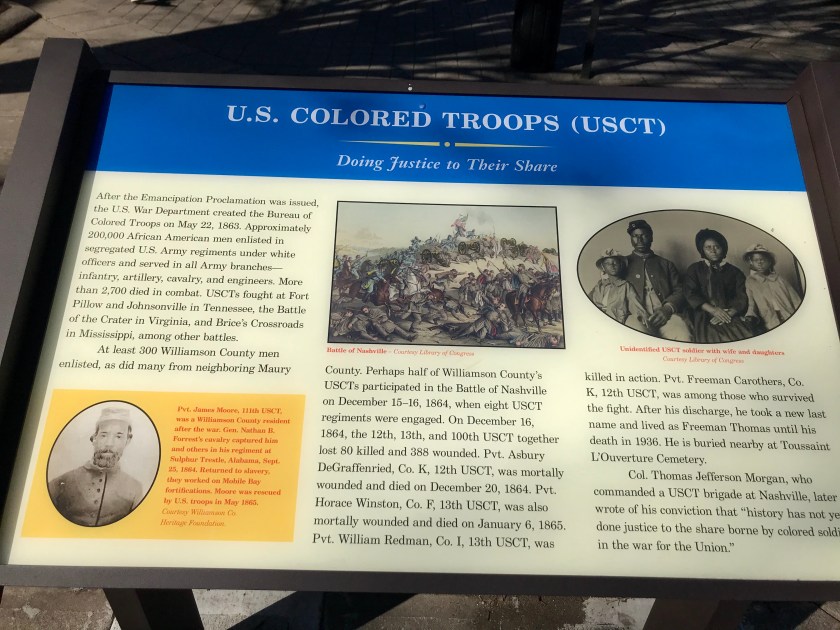 U.S. COLORED TROOPS (USCT)
Doing Justice to Their Share
After the Emancipation Proclamation was issued,
the U.S. War Department created the Bureau of
Colored Troops on May 22, 1863. Approximately
200,000 African American men enlisted in
segregated U.S. Army regiments under white
officers and served in all Army branches—
infantry, artillery, cavalry, and engineers. More
than 2,700 died in combat. USCTs fought at Fort
Pillow and Johnsonville in Tennessee, the Battle
of the Crater in Virginia, and Brice's Crossroads
in Mississippi, among other battles.
At least 300 Williamson County men
enlisted, as did many from neighboring Maury
Pvt. James Moore, 111th USCT,
was a Williamson County resident
after the war. Gen. Nathan B.
Forrest's cavalry captured him
and others in his regiment at
Sulphur Trestle, Alabama, Sept.
25, 1864. Returned to slavery,
they worked on Mobile Bay
fortifications. Moore was rescued
by U.S. troops in May 1865.
Courtesy Williamson Co.
Heritage Foundation.
Battle of Nashville – Courtesy Library of Congress
County. Perhaps half of Williamson County's
USCTs participated in the Battle of Nashville
on December 15–16, 1864, when eight USCT
regiments were engaged. On December 16,
1864, the 12th, 13th, and 100th USCT together
lost 80 killed and 388 wounded. Pvt. Asbury
DeGraffenried, Co. K, 12th USCT, was mortally
wounded and died on December 20, 1864. Pvt.
Horace Winston, Co. F, 13th USCT, was also
mortally wounded and died on January 6, 1865.
Pvt. William Redman, Co. I, 13th USCT, was
Unidentified USCT soldier with wife and daughters
Courtesy Library of Congress
killed in action. Pvt. Freeman Carothers, Co.
K, 12th USCT, was among those who survived
the fight. After his discharge, he took a new last
name and lived as Freeman Thomas until his
death in 1936. He is buried nearby at Toussaint
L'Ouverture Cemetery.
Col. Thomas Jefferson Morgan, who
commanded a USCT brigade at Nashville, later
wrote of his conviction that "history has not ye
done justice to the share borne by colored soldi
in the war for the Union."